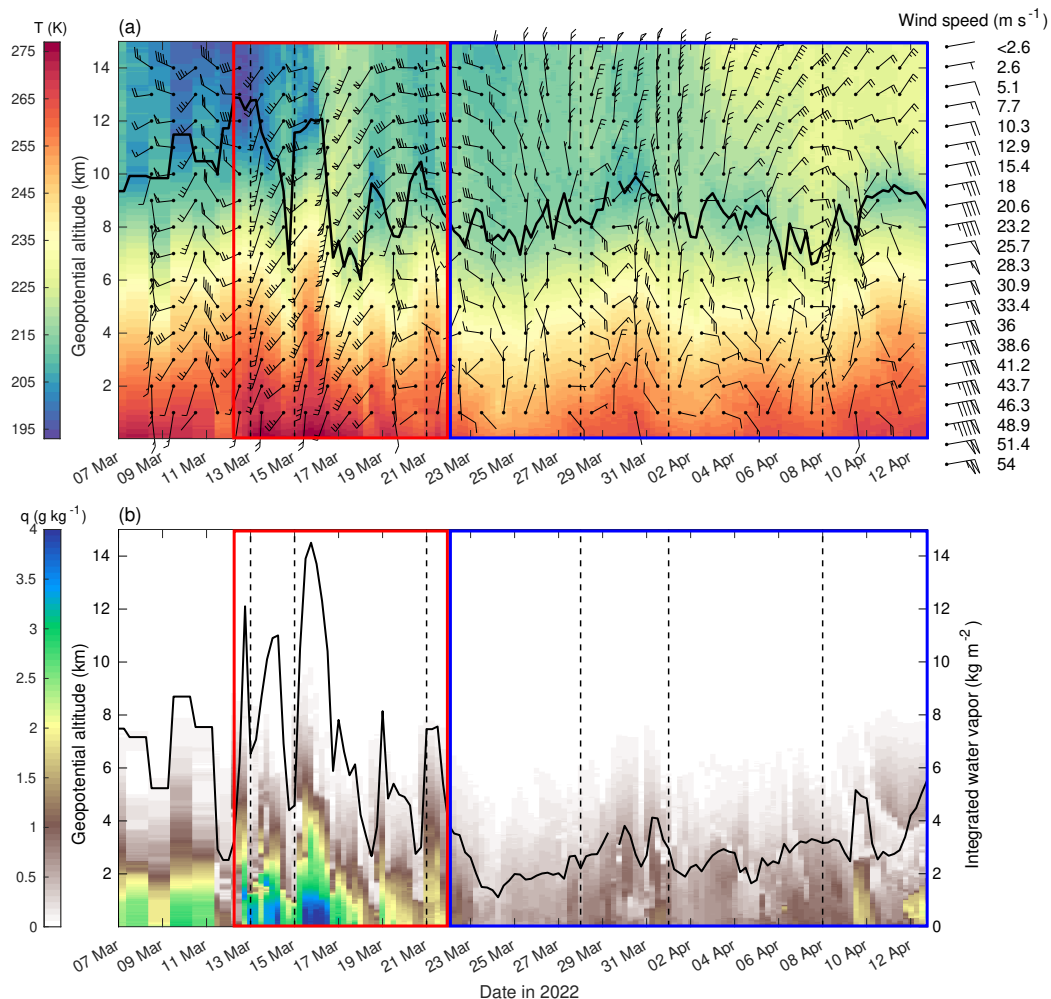 T (K)
(a)
Wind speed (m s⁻¹)
275
265
255
245
235
225
215
205
195
Geopotential altitude (km)
14
12
10
8
6
4
2
07 Mar
09 Mar
11 Mar
13 Mar
15 Mar
17 Mar
19 Mar
21 Mar
23 Mar
25 Mar
27 Mar
29 Mar
31 Mar
02 Apr
04 Apr
06 Apr
08 Apr
10 Apr
12 Apr
<2.6
2.6
5.1
7.7
10.3
12.9
15.4
18
20.6
23.2
25.7
28.3
30.9
33.4
36
38.6
41.2
43.7
46.3
48.9
51.4
54
q (g kg⁻¹)
(b)
4
3.5
3
2.5
2
1.5
1
0.5
0
Geopotential altitude (km)
14
12
10
8
6
4
2
14
12
10
8
6
4
2
0
Integrated water vapor (kg m⁻²)
07 Mar
09 Mar
11 Mar
13 Mar
15 Mar
17 Mar
19 Mar
21 Mar
23 Mar
25 Mar
27 Mar
29 Mar
31 Mar
02 Apr
04 Apr
06 Apr
08 Apr
10 Apr
12 Apr
Date in 2022